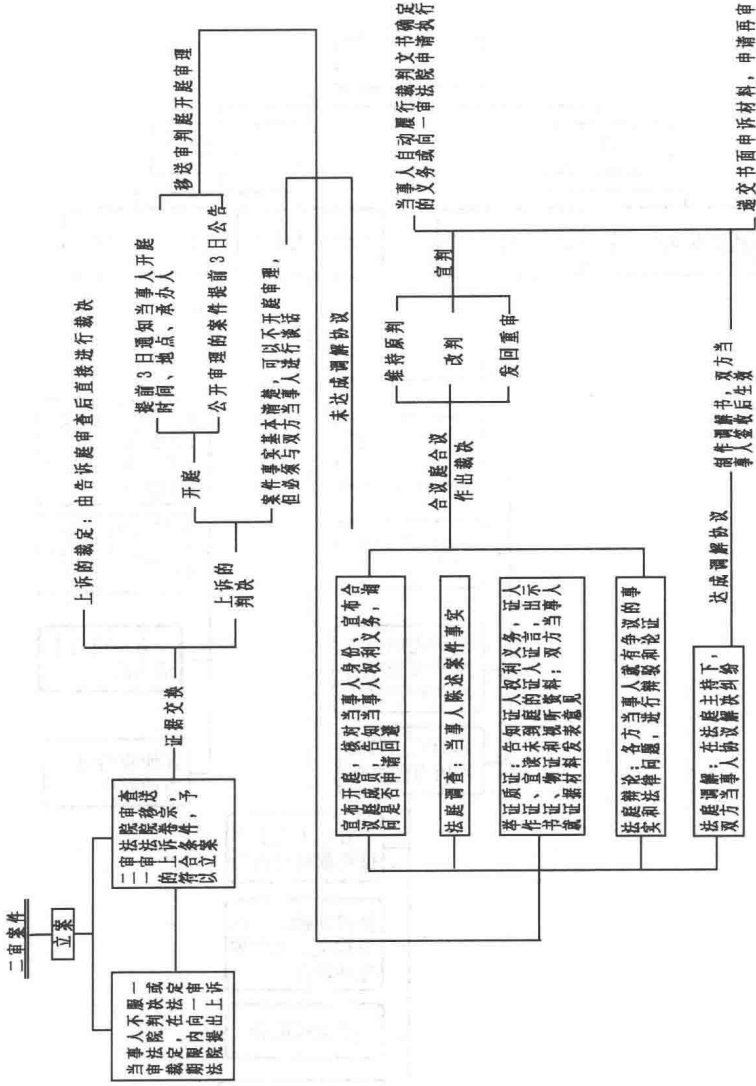 二审案件
立案
当事人不服一
审法院判决或
裁定，在法定
期限内向一审
法院提出上诉
二审法院审查
一审法院移送
的上诉卷宗，
符合条件，予
以立案
证据交换
上诉的裁定：由告诉庭审查后直接进行裁决
上诉的
判决
开庭
提前3日通知当事人开庭
时间、地点、承办人
公开审理的案件提前3日公告
案件事实基本清楚，可以不开庭审理，
但必须与双方当事人进行谈话
移送审判庭开庭审理
未达成调解协议
宣布开庭，核对当事人身份、宣布合
议庭成员，告知当事人权利义务，询
问是否申请回避
法庭调查：当事人陈述案件事实
举证质证：告知证人权利义务，证人
作证、宣读未到庭的证人证言，出示
书证、物证和视听资料；双方当事人
就证据材料发表意见
法庭辩论：各方当事人就有争议的事
实和法律问题，进行辩驳和论证
法庭调解：在法庭主持下，
双方当事人协议解决纠纷
合议庭合议
作出裁决
维持原判
改判
发回重审
宣判
当事人自动履行裁判文书确定
的义务或向一审法院申请执行
达成调解协议
制作调解书，双方当
事人签收后生效
递交书面申诉材料，申请再审